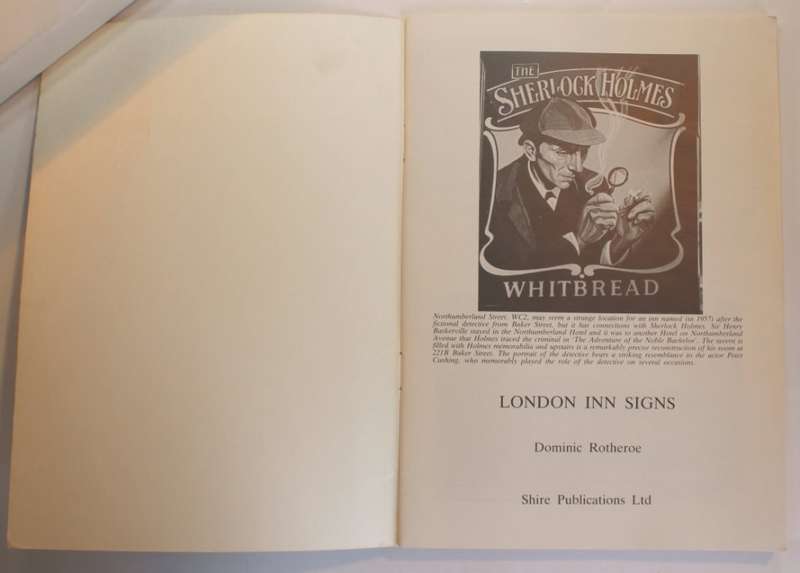 THE
SHERLOCK HOLMES
WHITBREAD
Northumberland Street, WC2, may seem a strange location for an inn named (in 1957) after the
fictional detective from Baker Street, but it has connections with Sherlock Holmes. Sir Henry
Baskerville stayed in the Northumberland Hotel and it was to another Hotel on Northumberland
Avenue that Holmes traced the criminal in 'The Adventure of the Noble Bachelor'. The tavern is
filled with Holmes memorabilia and upstairs is a remarkably precise reconstruction of his room at
221B Baker Street. The portrait of the detective bears a striking resemblance to the actor Peter
Cushing, who memorably played the role of the detective on several occasions.
LONDON INN SIGNS
Dominic Rotheroe
Shire Publications Ltd